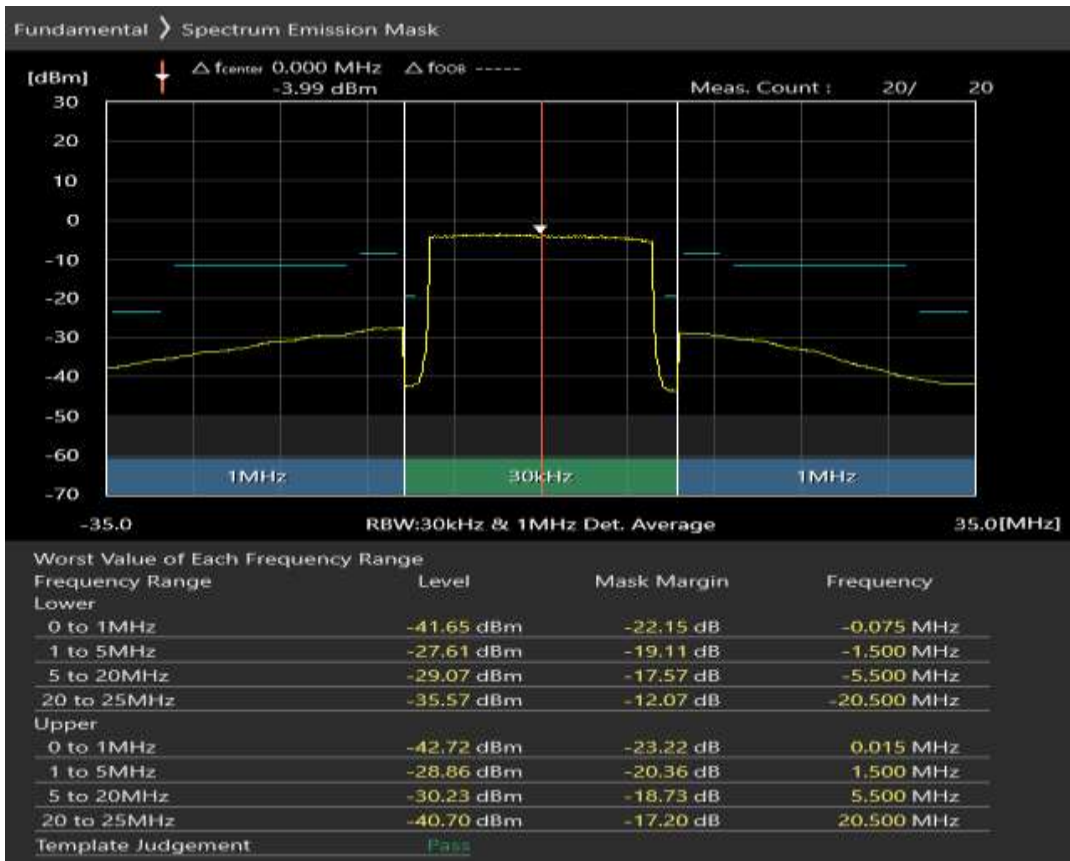 Fundamental ❯ Spectrum Emission Mask
[dBm] △ fcenter 0.000 MHz △ fOOB -----
-3.99 dBm Meas. Count : 20/ 20
30
20
10
0
-10
-20
-30
-40
-50
-60
1MHz 30kHz 1MHz
-70
-35.0 RBW:30kHz & 1MHz Det. Average 35.0[MHz]
Worst Value of Each Frequency Range
Frequency Range Level Mask Margin Frequency
Lower
0 to 1MHz -41.65 dBm -22.15 dB -0.075 MHz
1 to 5MHz -27.61 dBm -19.11 dB -1.500 MHz
5 to 20MHz -29.07 dBm -17.57 dB -5.500 MHz
20 to 25MHz -35.57 dBm -12.07 dB -20.500 MHz
Upper
0 to 1MHz -42.72 dBm -23.22 dB 0.015 MHz
1 to 5MHz -28.86 dBm -20.36 dB 1.500 MHz
5 to 20MHz -30.23 dBm -18.73 dB 5.500 MHz
20 to 25MHz -40.70 dBm -17.20 dB 20.500 MHz
Template Judgement Pass